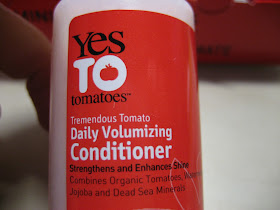 yes
TO
tomatoes™
Tremendous Tomato
Daily Volumizing
Conditioner
Strengthens and Enhances Shine
Combines Organic Tomatoes,
Jojoba and Dead Sea Minerals